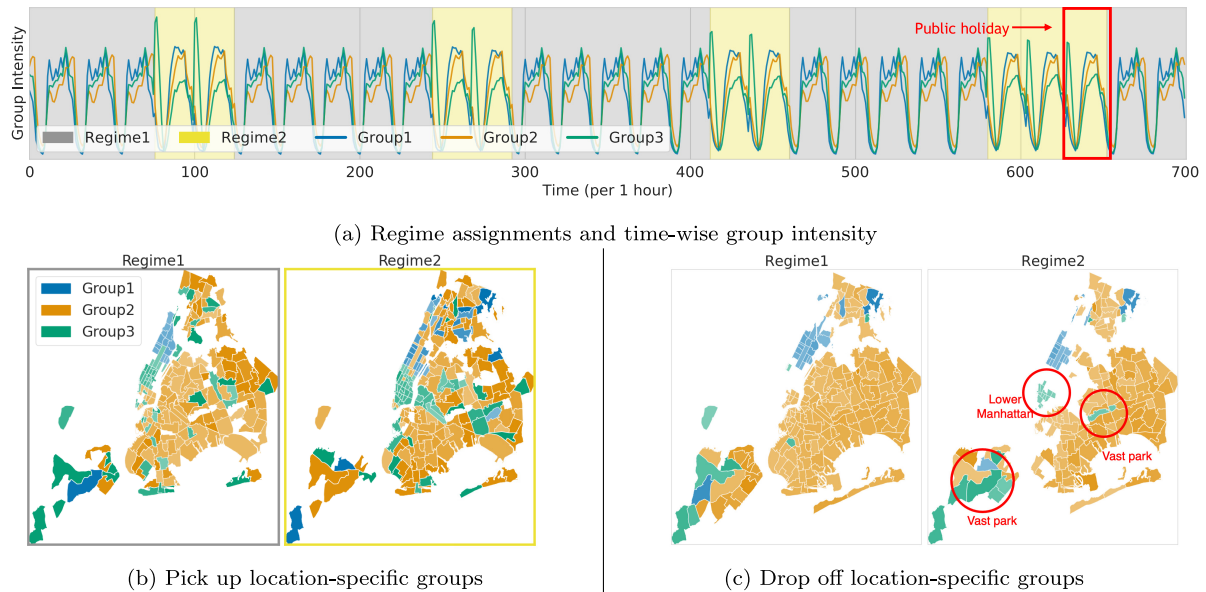 Group Intensity
Public holiday
Regime1 Regime2 Group1 Group2 Group3
0 100 200 300 400 500 600 700
Time (per 1 hour)
(a) Regime assignments and time-wise group intensity
Regime1 Regime2
Group1
Group2
Group3
(b) Pick up location-specific groups
Regime1 Regime2
Lower
Manhattan
Vast park
Vast park
(c) Drop off location-specific groups